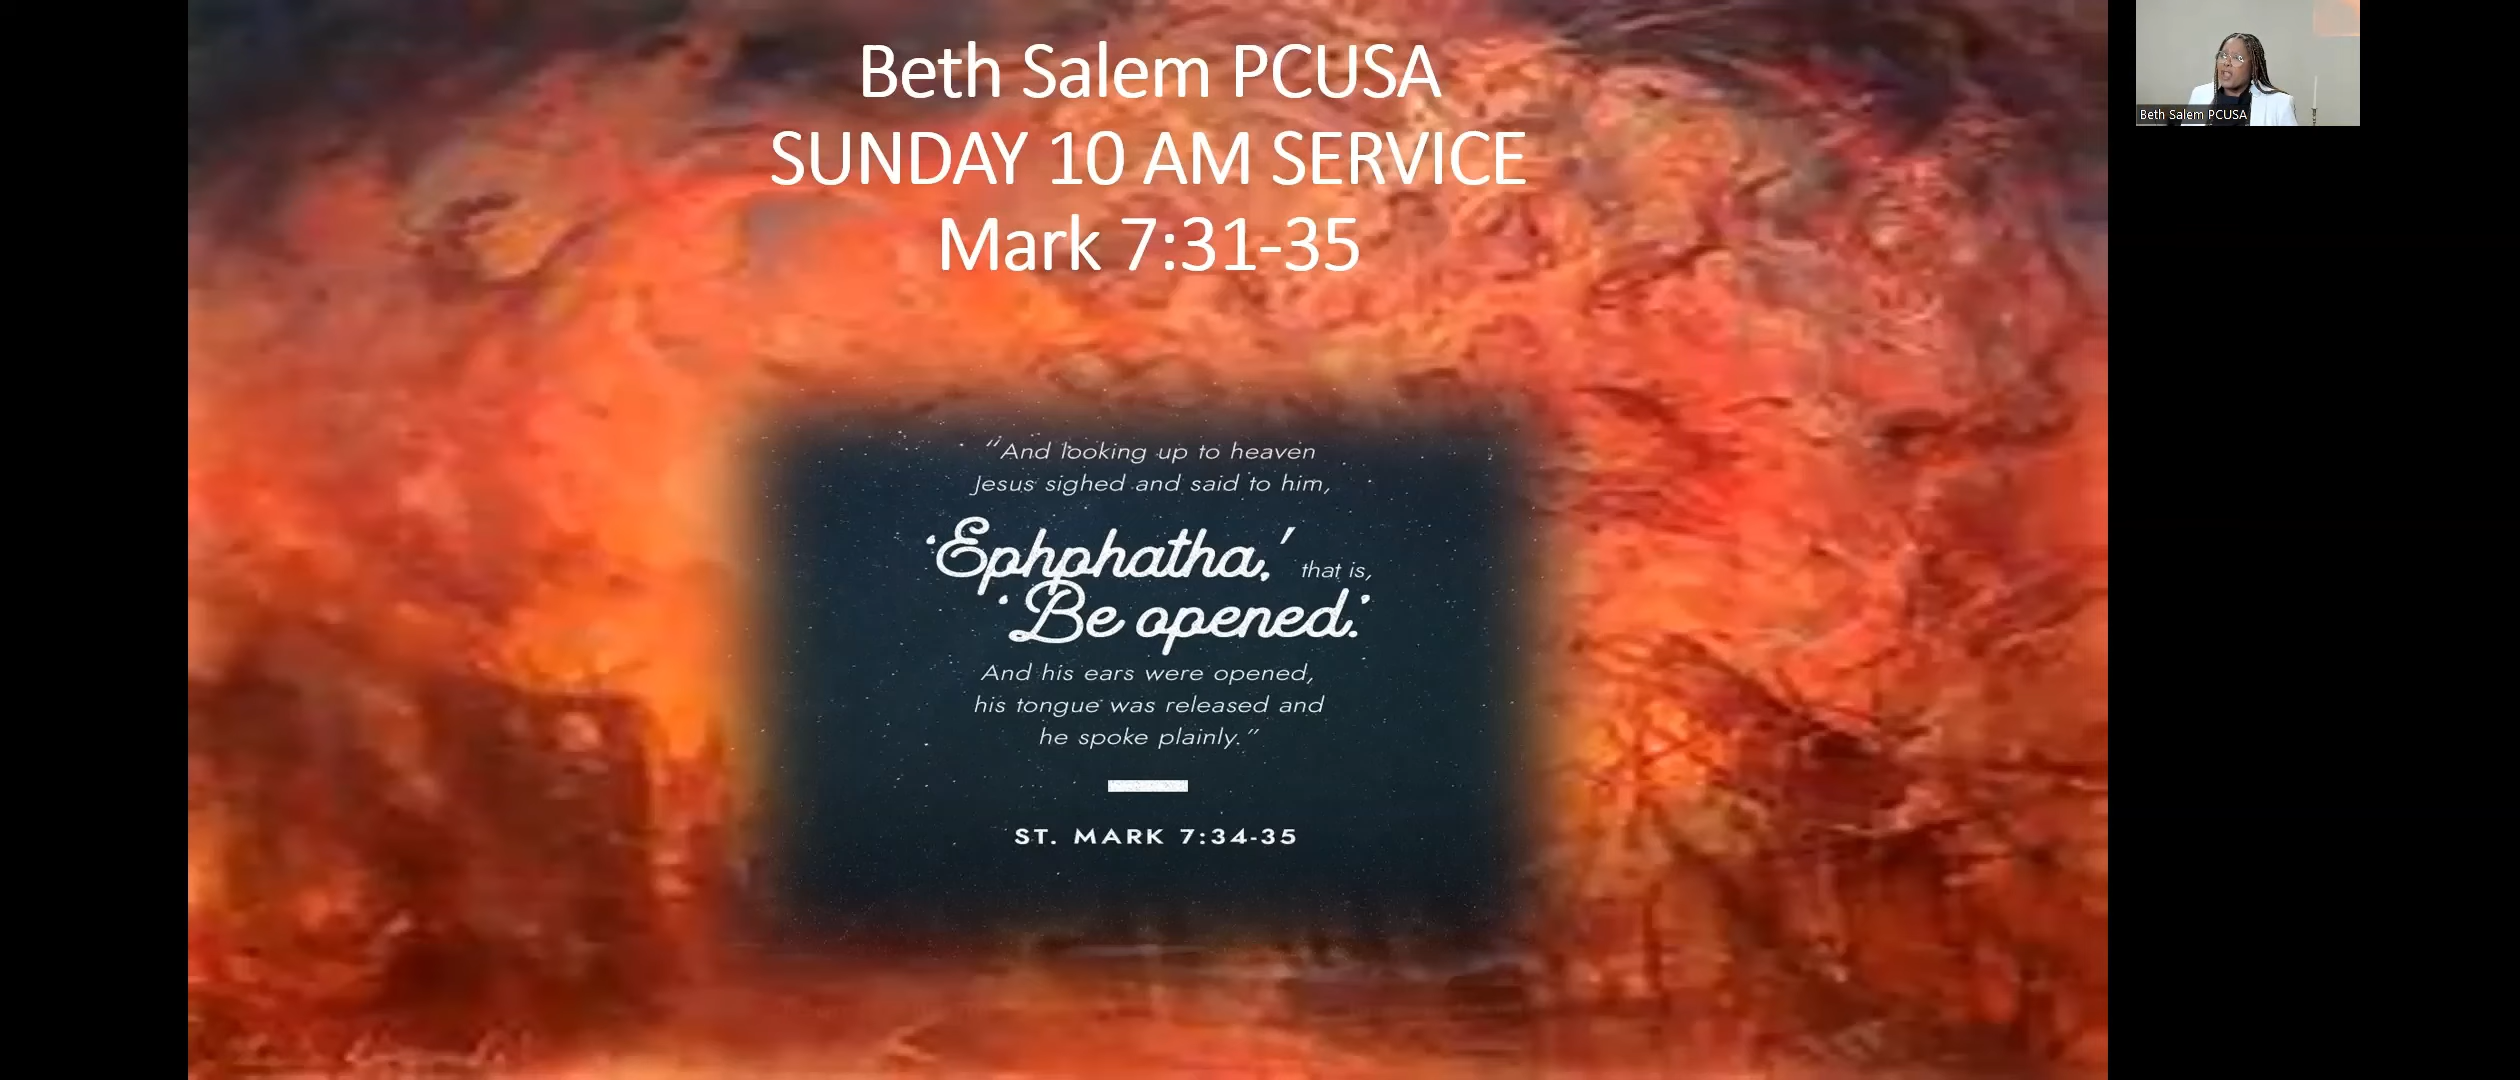 Beth Salem PCUSA
SUNDAY 10 AM SERVICE
Mark 7:31-35
“And looking up to heaven
Jesus sighed and said to him,
‘Ephphatha,’ that is,
‘Be opened.’
And his ears were opened,
his tongue was released and
he spoke plainly.”
ST. MARK 7:34-35
Beth Salem PCUSA